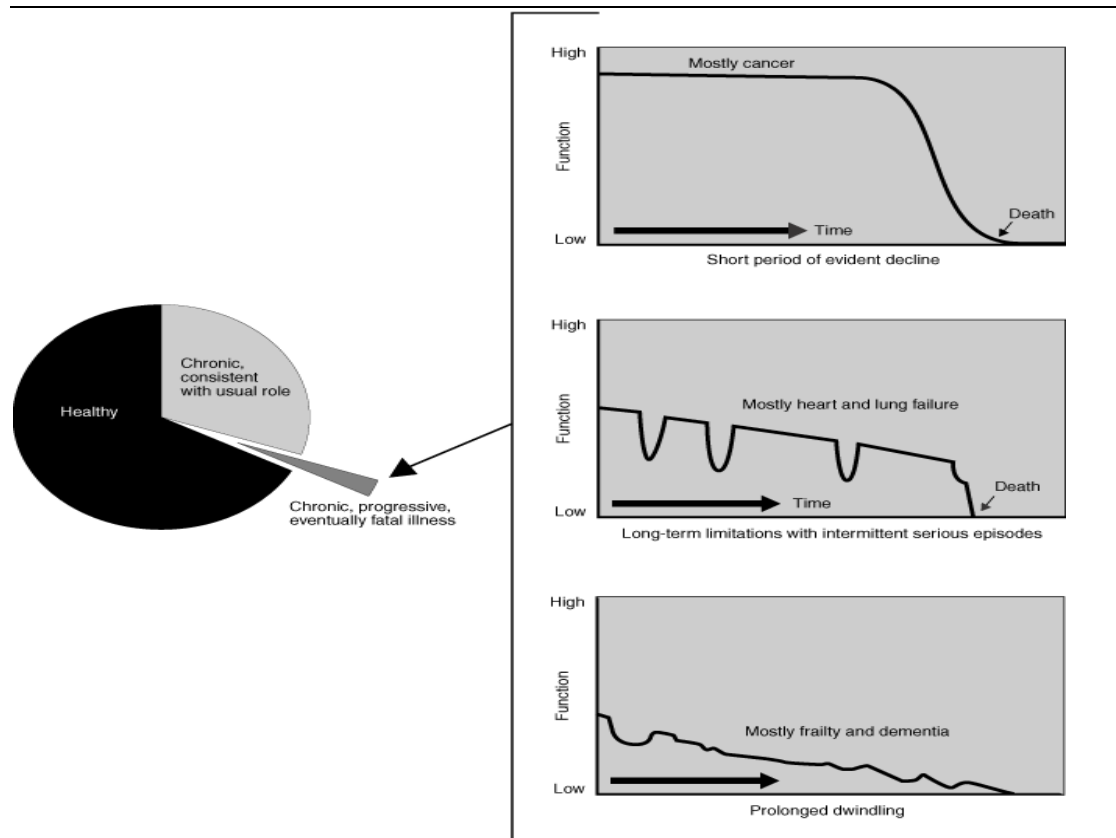 High
Mostly cancer
Function
Death
Time
Low
Short period of evident decline
Healthy
Chronic,
consistent
with usual role
Chronic, progressive,
eventually fatal illness
High
Mostly heart and lung failure
Function
Death
Time
Low
Long-term limitations with intermittent serious episodes
High
Function
Mostly frailty and dementia
Low
Prolonged dwindling